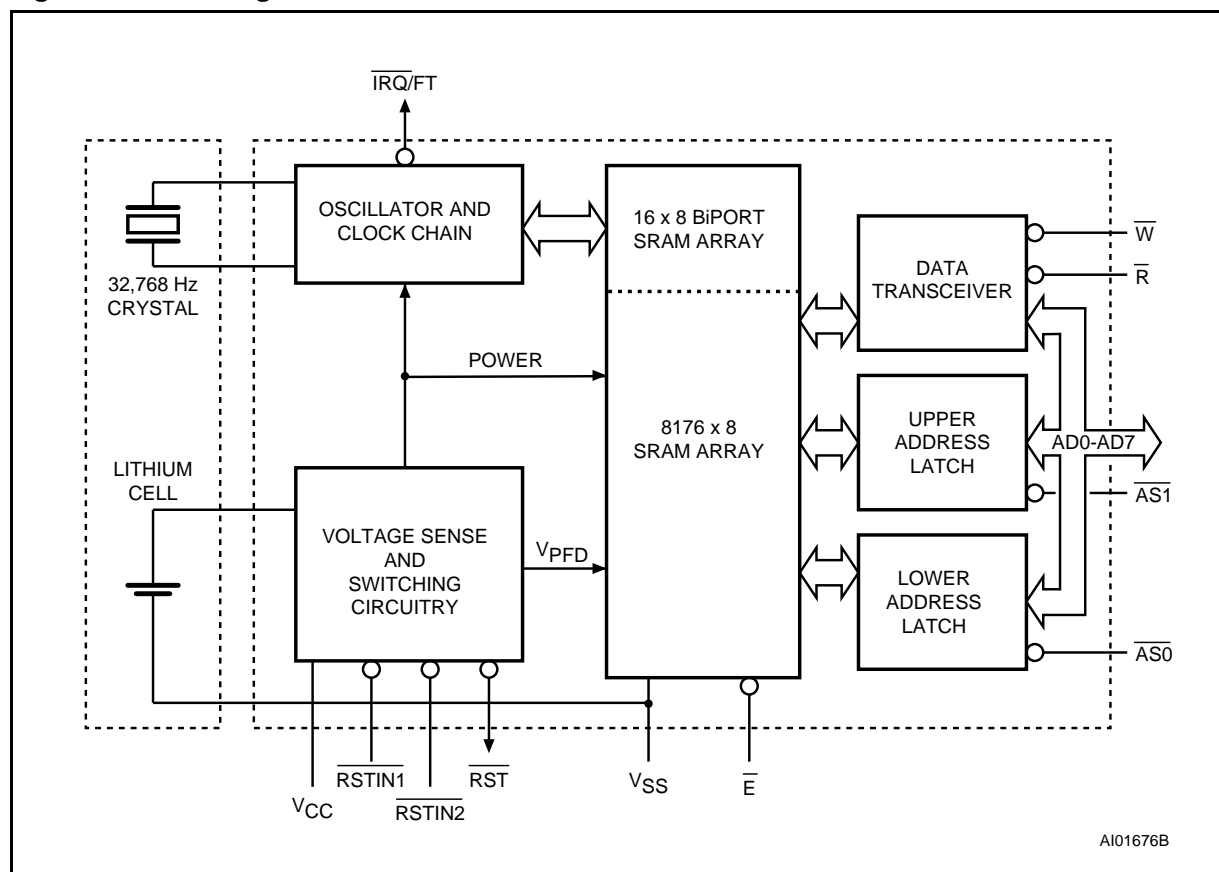 IRQ/FT
OSCILLATOR AND
CLOCK CHAIN
32,768 Hz
CRYSTAL
16 x 8 BiPORT
SRAM ARRAY
DATA
TRANSCEIVER
W
R
POWER
8176 x 8
SRAM ARRAY
UPPER
ADDRESS
LATCH
AD0-AD7
AS1
LITHIUM
CELL
VOLTAGE SENSE
AND
SWITCHING
CIRCUITRY
VPFD
LOWER
ADDRESS
LATCH
AS0
VCC
RSTIN1
RSTIN2
RST
VSS
E
AI01676B